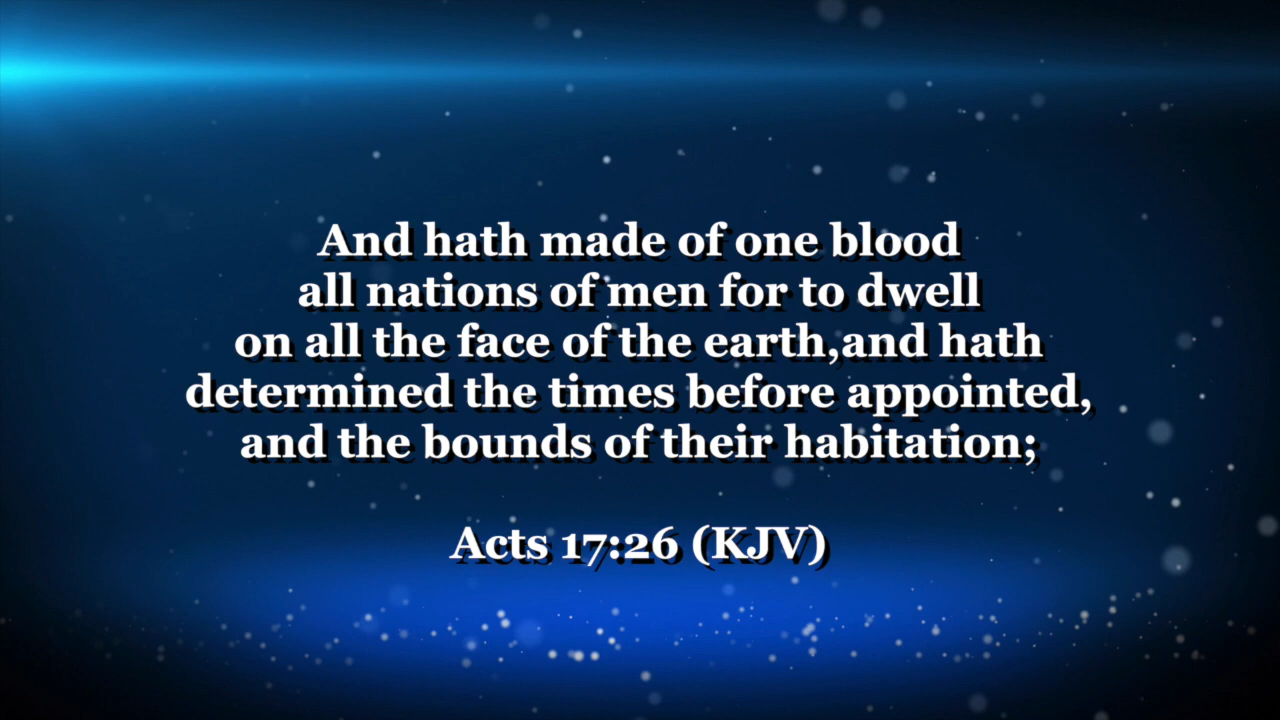 And hath made of one blood
all nations of men for to dwell
on all the face of the earth,and hath
determined the times before appointed,
and the bounds of their habitation;
Acts 17:26 (KJV)